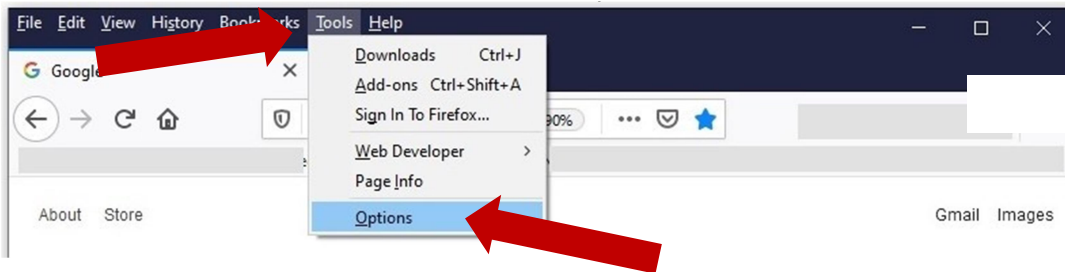 File Edit View History Bookmarks Tools Help
Google
Downloads Ctrl+J
Add-ons Ctrl+Shift+A
Sign In To Firefox...
90%
Web Developer
Page Info
Options
About Store
Gmail Images